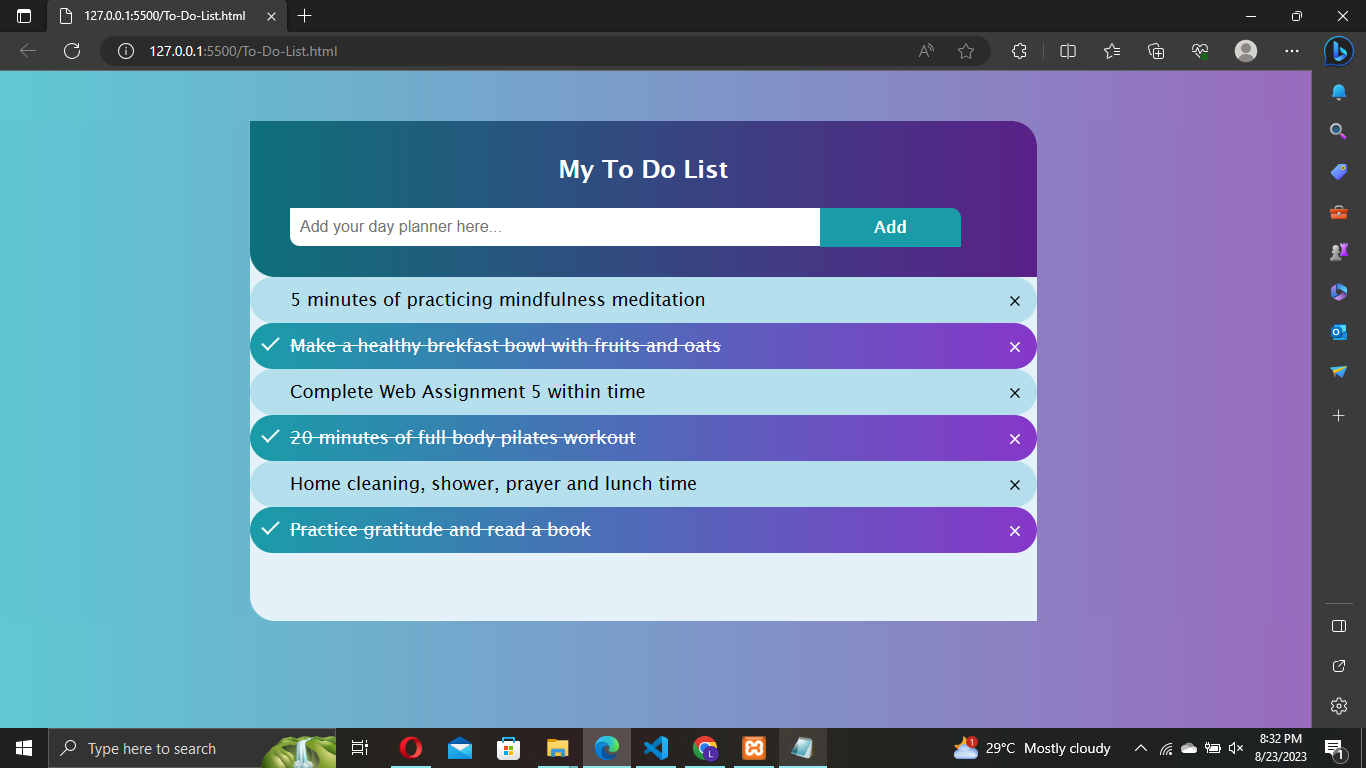 127.0.0.1:5500/To-Do-List.html
127.0.0.1:5500/To-Do-List.html
My To Do List
Add your day planner here...
Add
5 minutes of practicing mindfulness meditation
Make a healthy brekfast bowl with fruits and oats
Complete Web Assignment 5 within time
20 minutes of full body pilates workout
Home cleaning, shower, prayer and lunch time
Practice gratitude and read a book
Type here to search
L
1
29°C Mostly cloudy
8:32 PM
8/23/2023
1